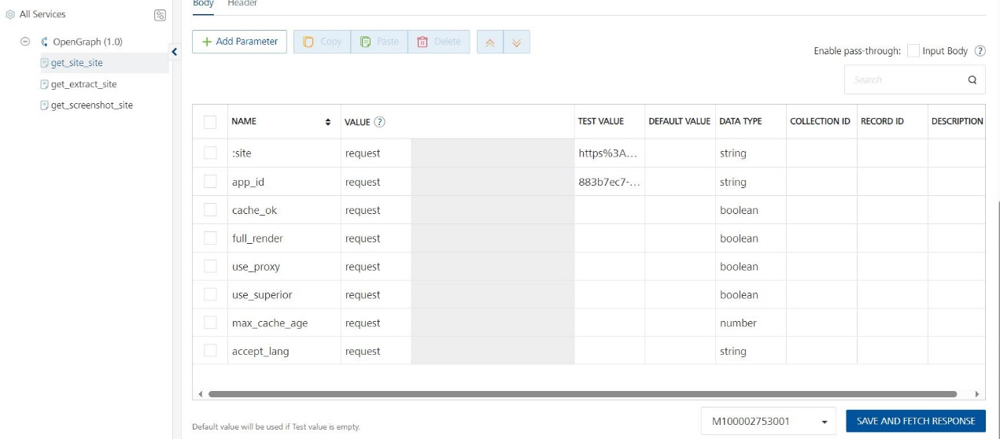 All Services
OpenGraph (1.0)
get_site_site
get_extract_site
get_screenshot_site
Body Header
Add Parameter Copy Paste Delete
Enable pass-through: Input Body ?
Search
NAME VALUE ? TEST VALUE DEFAULT VALUE DATA TYPE COLLECTION ID RECORD ID DESCRIPTION
:site request https%3A... string
app_id request 883b7ec7-... string
cache_ok request boolean
full_render request boolean
use_proxy request boolean
use_superior request boolean
max_cache_age request number
accept_lang request string
Default value will be used if Test value is empty.
M100002753001 SAVE AND FETCH RESPONSE